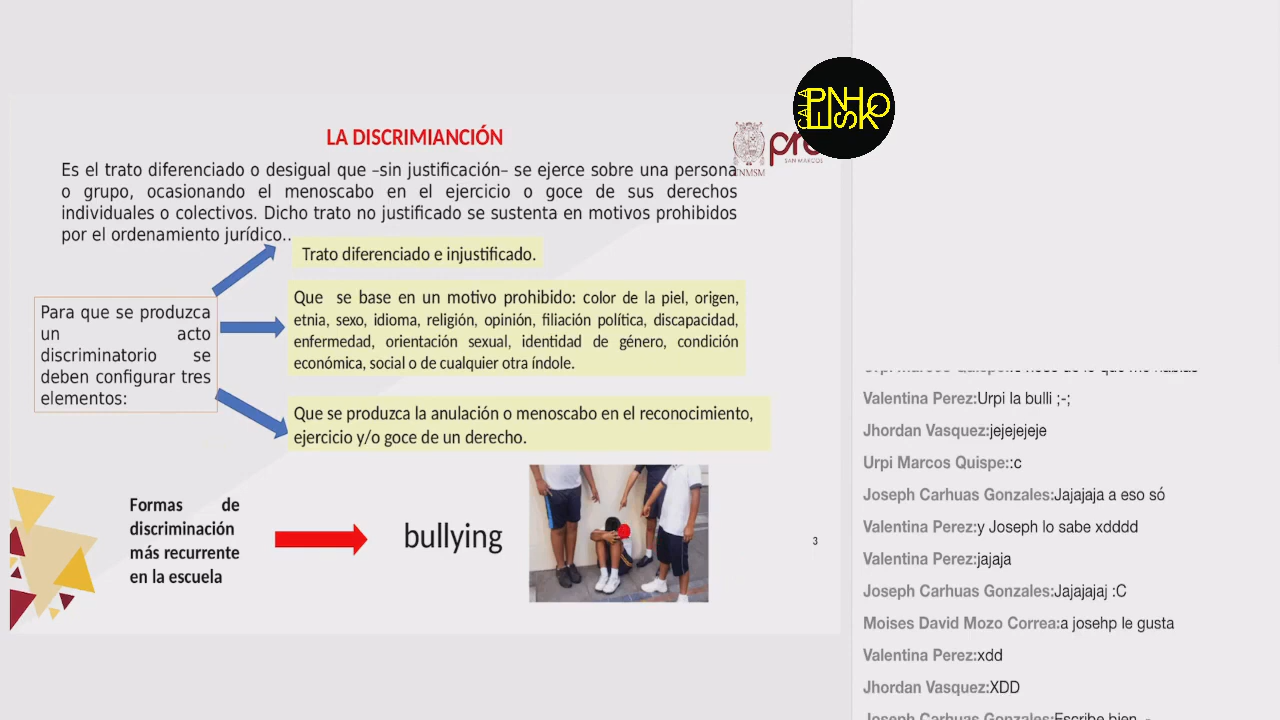 LA DISCRIMIANCIÓN
Es el trato diferenciado o desigual que –sin justificación– se ejerce sobre una persona
o grupo, ocasionando el menoscabo en el ejercicio o goce de sus derechos
individuales o colectivos. Dicho trato no justificado se sustenta en motivos prohibidos
por el ordenamiento jurídico..
SAN MARCOS
Trato diferenciado e injustificado.
Que se base en un motivo prohibido: color de la piel, origen,
etnia, sexo, idioma, religión, opinión, filiación política, discapacidad,
enfermedad, orientación sexual, identidad de género, condición
económica, social o de cualquier otra índole.
Para que se produzca
un acto
discriminatorio se
deben configurar tres
elementos:
Que se produzca la anulación o menoscabo en el reconocimiento,
ejercicio y/o goce de un derecho.
Formas de
discriminación
más recurrente
en la escuela
bullying
3
Valentina Perez:Urpi la bulli ;-;
Jhordan Vasquez:jejejejeje
Urpi Marcos Quispe::c
Joseph Carhuas Gonzales:Jajajaja a eso só
Valentina Perez:y Joseph lo sabe xdddd
Valentina Perez:jajaja
Joseph Carhuas Gonzales:Jajajajaj :C
Moises David Mozo Correa:a josehp le gusta
Valentina Perez:xdd
Jhordan Vasquez:XDD
Joseph Carhuas Gonzales:Escribe bien